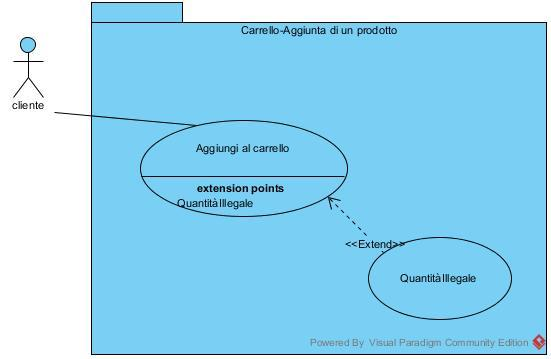 Carrello-Aggiunta di un prodotto
cliente
Aggiungi al carrello
extension points
QuantitàIllegale
<<Extend>>
QuantitàIllegale
Powered By Visual Paradigm Community Edition